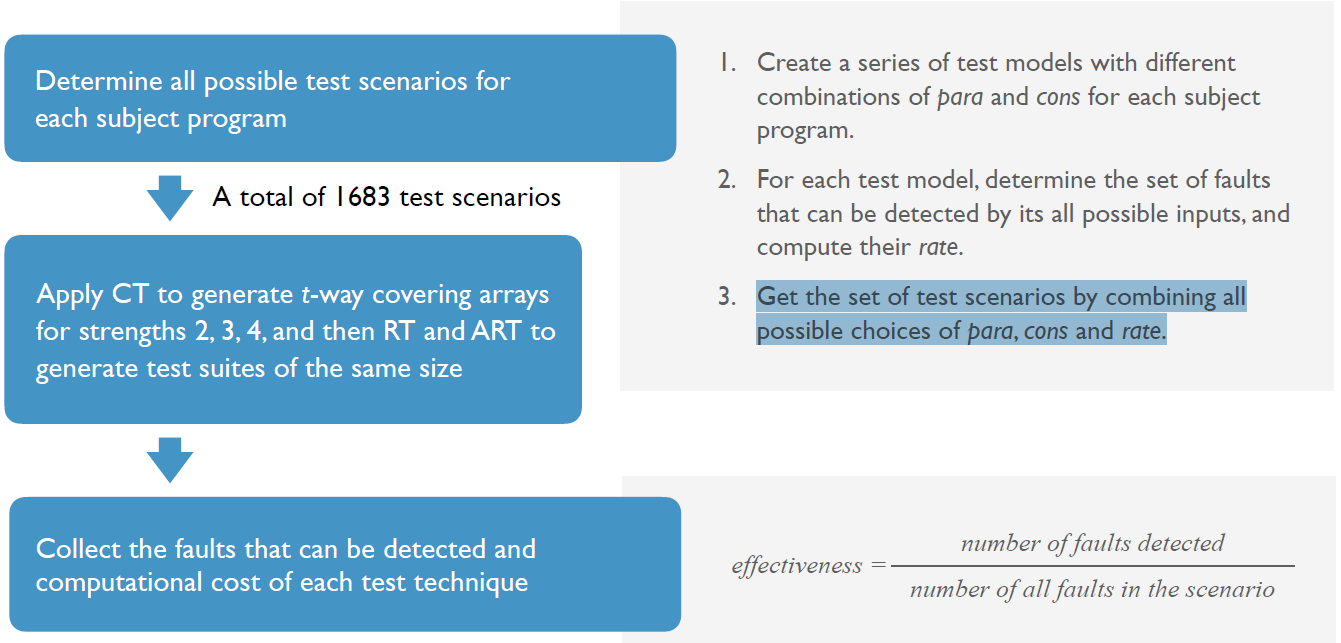 Determine all possible test scenarios for
each subject program
A total of 1683 test scenarios
Apply CT to generate t-way covering arrays
for strengths 2, 3, 4, and then RT and ART to
generate test suites of the same size
Collect the faults that can be detected and
computational cost of each test technique
1. Create a series of test models with different
combinations of para and cons for each subject
program.
2. For each test model, determine the set of faults
that can be detected by its all possible inputs, and
compute their rate.
3. Get the set of test scenarios by combining all
possible choices of para, cons and rate.
number of faults detected
effectiveness =
number of all faults in the scenario